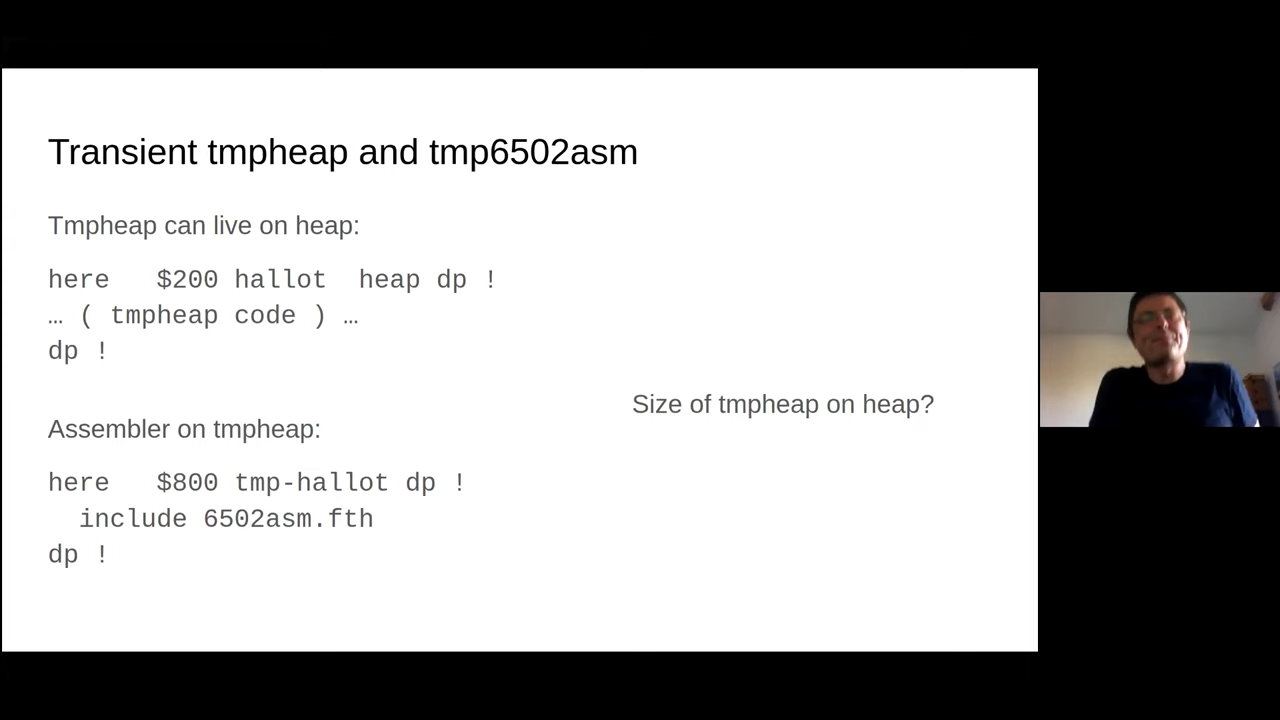 Transient tmpheap and tmp6502asm
Tmpheap can live on heap:
here   $200 hallot  heap dp !
… ( tmpheap code ) …
dp !
Size of tmpheap on heap?
Assembler on tmpheap:
here   $800 tmp-hallot dp !
  include 6502asm.fth
dp !